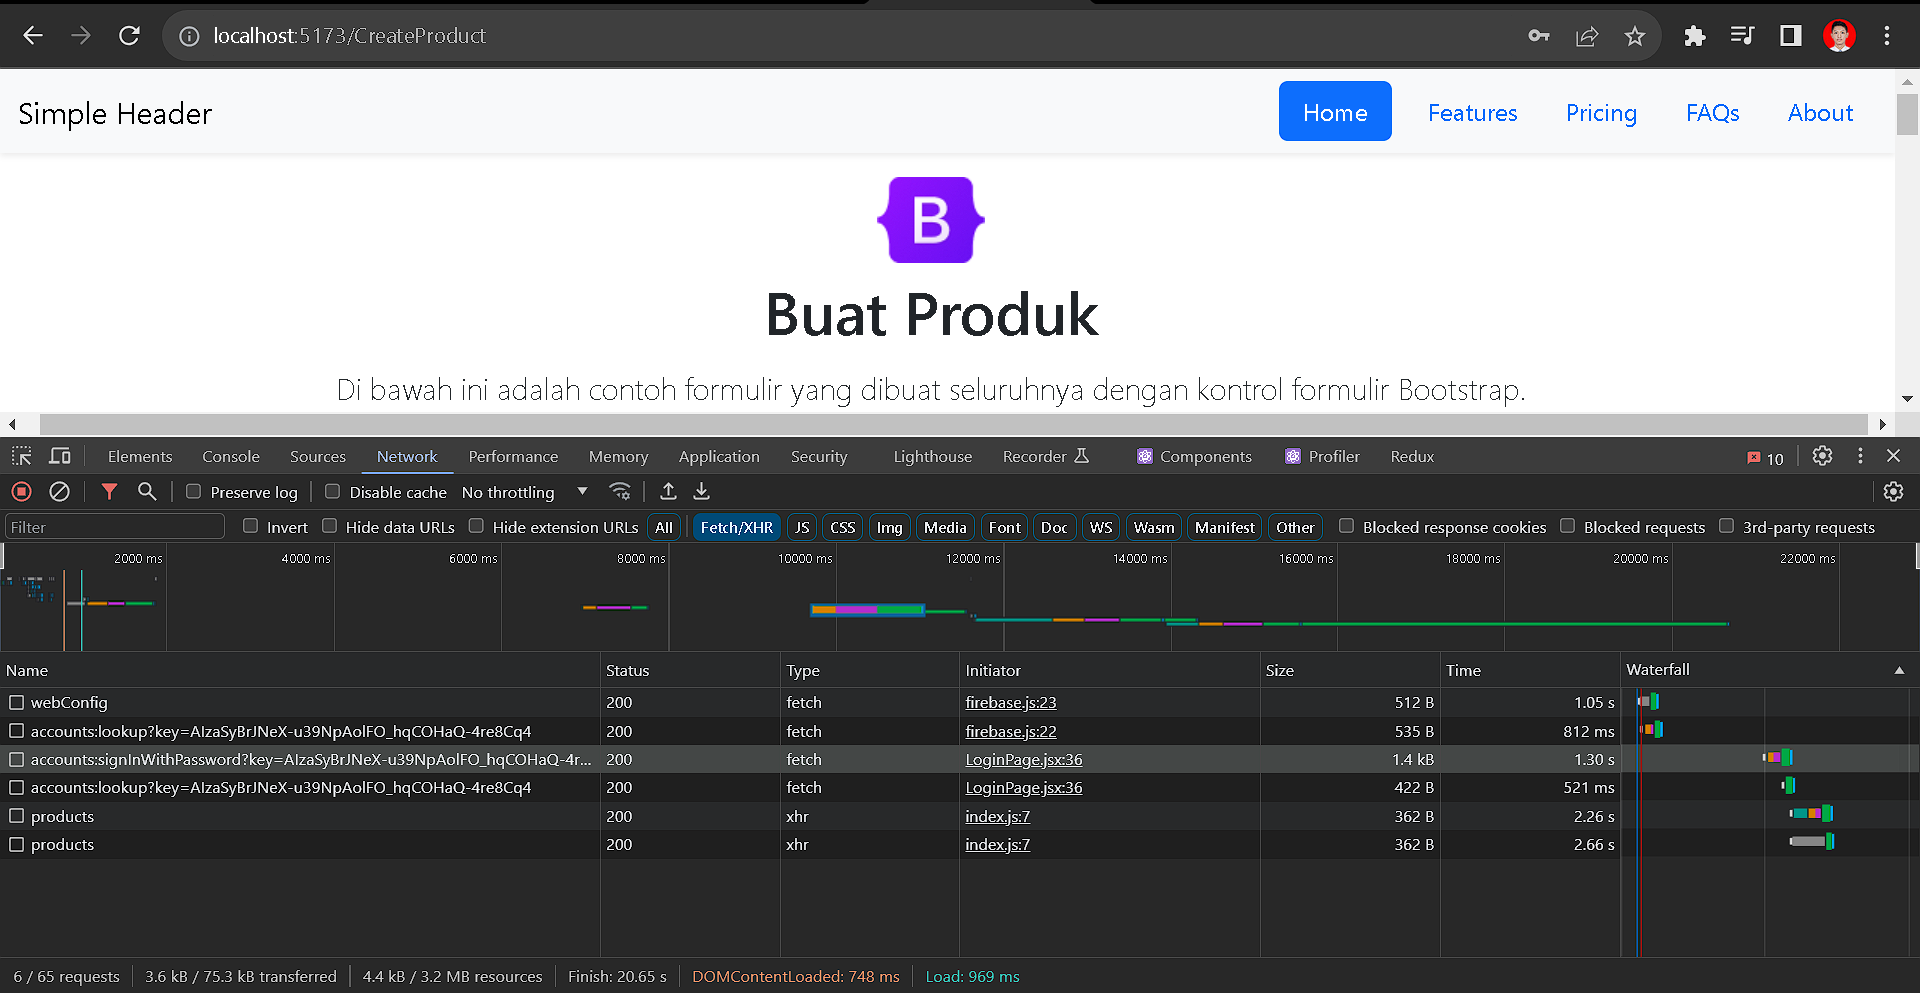 localhost:5173/CreateProduct
Simple Header
Home Features Pricing FAQs About
B
Buat Produk
Di bawah ini adalah contoh formulir yang dibuat seluruhnya dengan kontrol formulir Bootstrap.
Elements Console Sources Network Performance Memory Application Security Lighthouse Recorder Components Profiler Redux 10
Preserve log Disable cache No throttling
Filter Invert Hide data URLs Hide extension URLs All Fetch/XHR JS CSS Img Media Font Doc WS Wasm Manifest Other Blocked response cookies Blocked requests 3rd-party requests
2000 ms 4000 ms 6000 ms 8000 ms 10000 ms 12000 ms 14000 ms 16000 ms 18000 ms 20000 ms 22000 ms
Name Status Type Initiator Size Time Waterfall
webConfig 200 fetch firebase.js:23 512 B 1.05 s
accounts:lookup?key=AIzaSyBrJNeX-u39NpAolFO_hqCOHaQ-4re8Cq4 200 fetch firebase.js:22 535 B 812 ms
accounts:signInWithPassword?key=AIzaSyBrJNeX-u39NpAolFO_hqCOHaQ-4r... 200 fetch LoginPage.jsx:36 1.4 kB 1.30 s
accounts:lookup?key=AIzaSyBrJNeX-u39NpAolFO_hqCOHaQ-4re8Cq4 200 fetch LoginPage.jsx:36 422 B 521 ms
products 200 xhr index.js:7 362 B 2.26 s
products 200 xhr index.js:7 362 B 2.66 s
6 / 65 requests 3.6 kB / 75.3 kB transferred 4.4 kB / 3.2 MB resources Finish: 20.65 s DOMContentLoaded: 748 ms Load: 969 ms